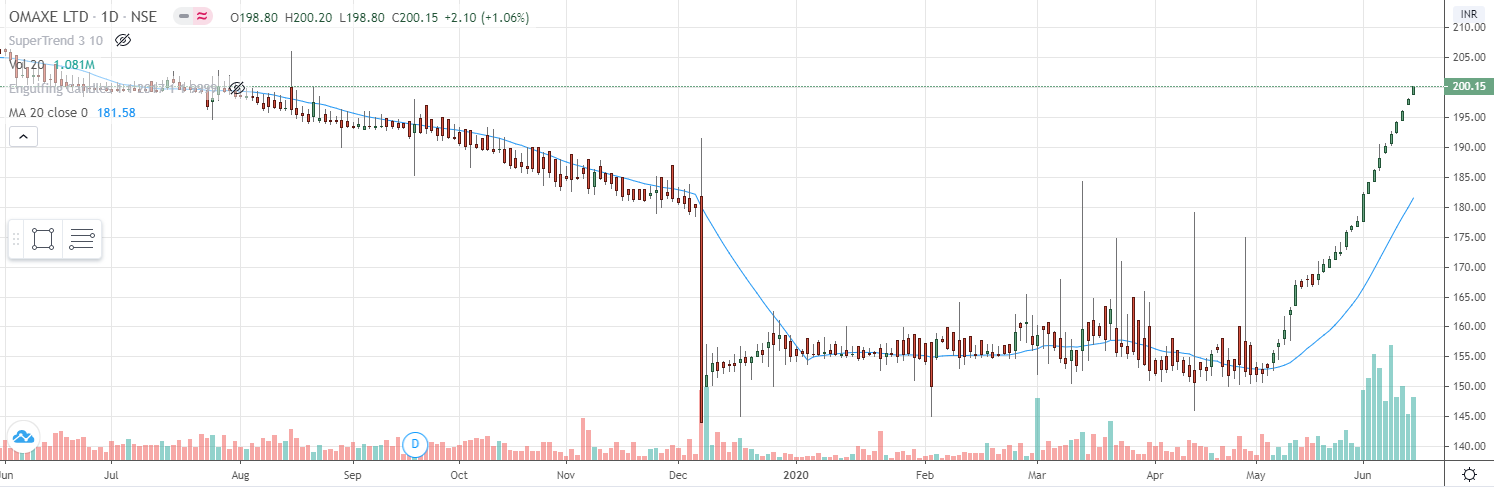 OMAXE LTD · 1D · NSE O198.80 H200.20 L198.80 C200.15 +2.10 (+1.06%)
INR
SuperTrend 3 10
Vol 20 1.081M
Engulfing Candles
MA 20 close 0 181.58
210.00
205.00
200.15
195.00
190.00
185.00
180.00
175.00
170.00
165.00
160.00
155.00
150.00
145.00
140.00
D
Jun Jul Aug Sep Oct Nov Dec 2020 Feb Mar Apr May Jun